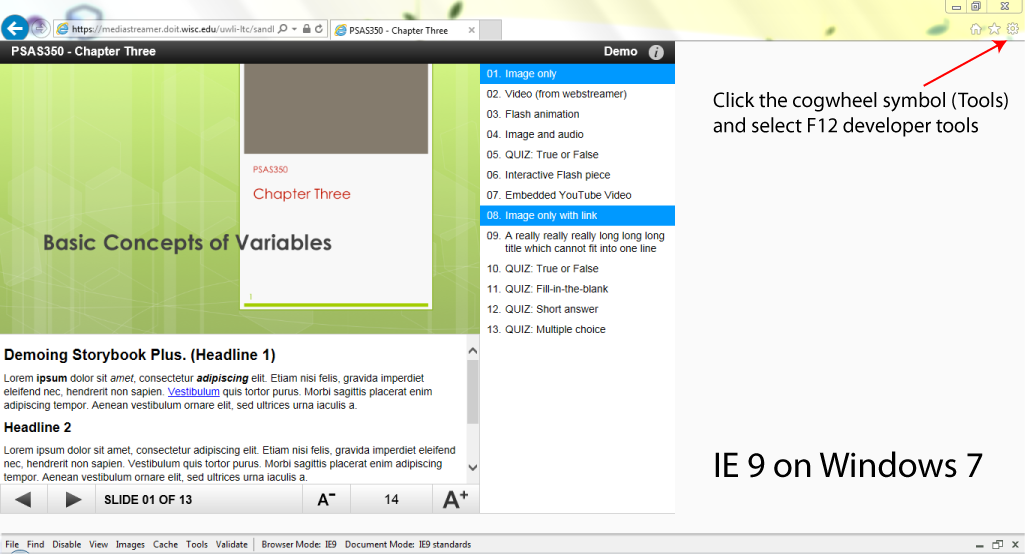 https://mediastreamer.doit.wisc.edu/uwli-ltc/sandl
PSAS350 - Chapter Three
PSAS350 - Chapter Three
Demo
i
Click the cogwheel symbol (Tools)
and select F12 developer tools
PSAS350
Chapter Three
Basic Concepts of Variables
1
01. Image only
02. Video (from webstreamer)
03. Flash animation
04. Image and audio
05. QUIZ: True or False
06. Interactive Flash piece
07. Embedded YouTube Video
08. Image only with link
09. A really really really long long long
title which cannot fit into one line
10. QUIZ: True or False
11. QUIZ: Fill-in-the-blank
12. QUIZ: Short answer
13. QUIZ: Multiple choice
Demoing Storybook Plus. (Headline 1)
Lorem ipsum dolor sit amet, consectetur adipiscing elit. Etiam nisi felis, gravida imperdiet
eleifend nec, hendrerit non sapien. Vestibulum quis tortor purus. Morbi sagittis placerat enim
adipiscing tempor. Aenean vestibulum ornare elit, sed ultrices urna iaculis a.
Headline 2
Lorem ipsum dolor sit amet, consectetur adipiscing elit. Etiam nisi felis, gravida imperdiet eleifend
nec, hendrerit non sapien. Vestibulum quis tortor purus. Morbi sagittis placerat enim adipiscing
tempor. Aenean vestibulum ornare elit, sed ultrices urna iaculis a.
SLIDE 01 OF 13
A-
14
A+
IE 9 on Windows 7
File Find Disable View Images Cache Tools Validate Browser Mode: IE9 Document Mode: IE9 standards